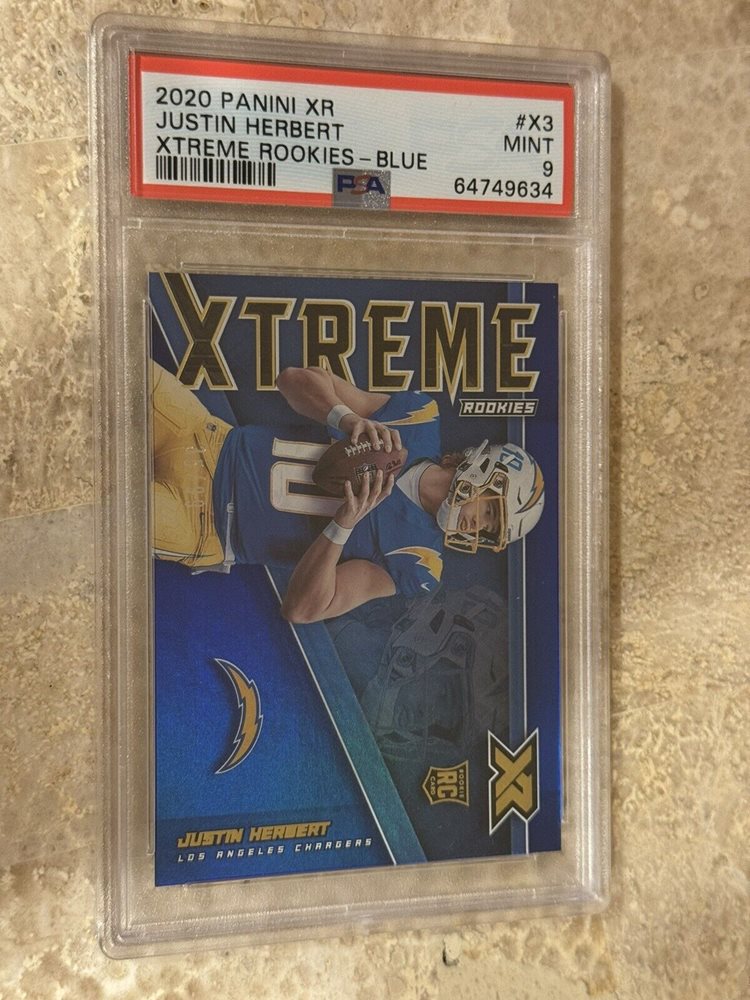 2020 PANINI XR #X3
JUSTIN HERBERT MINT
XTREME ROOKIES – BLUE 9
PSA 64749634
XTREME
ROOKIES
10
XR
ROOKIE
RC
CARD
JUSTIN HERBERT
LOS ANGELES CHARGERS